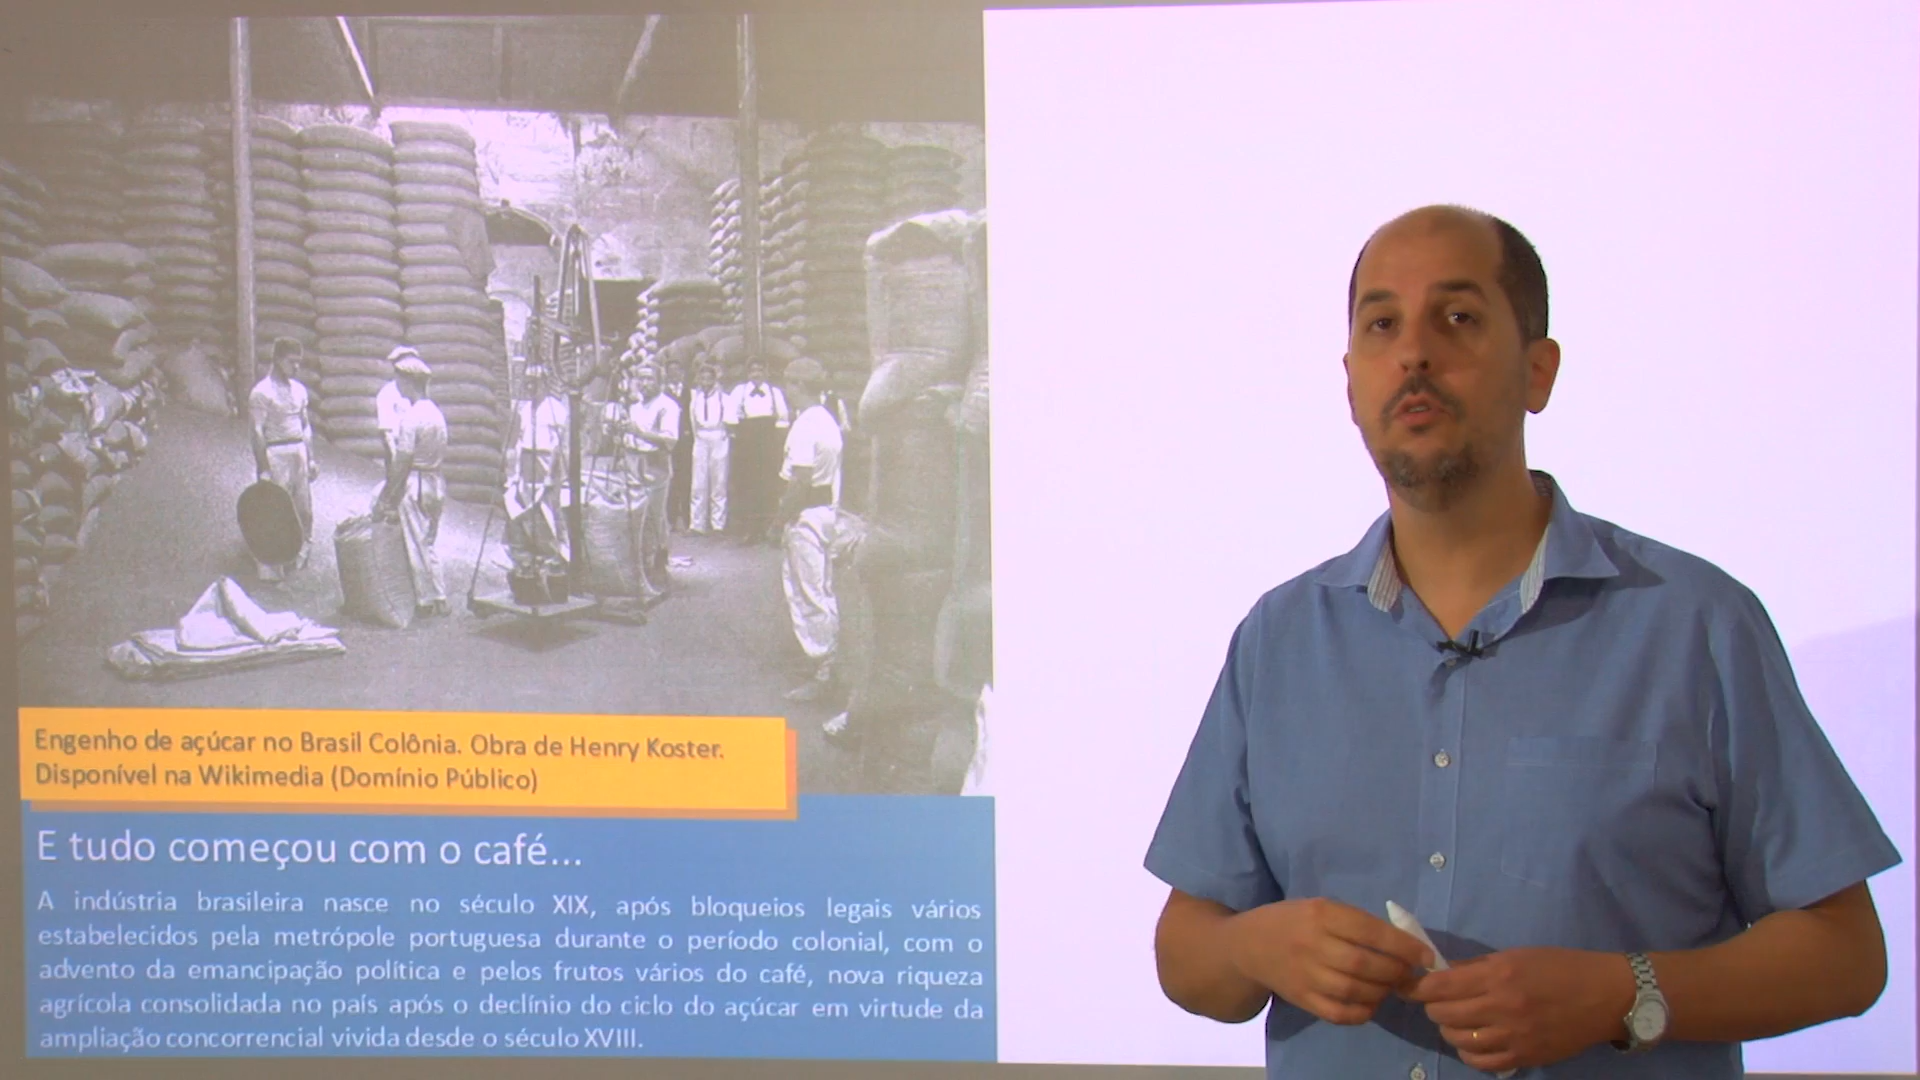 Engenho de açúcar no Brasil Colônia. Obra de Henry Koster.
Disponível na Wikimedia (Domínio Público)
E tudo começou com o café...
A indústria brasileira nasce no século XIX, após bloqueios legais vários
estabelecidos pela metrópole portuguesa durante o período colonial, com o
advento da emancipação política e pelos frutos vários do café, nova riqueza
agrícola consolidada no país após o declínio do ciclo do açúcar em virtude da
ampliação concorrencial vivida desde o século XVIII.